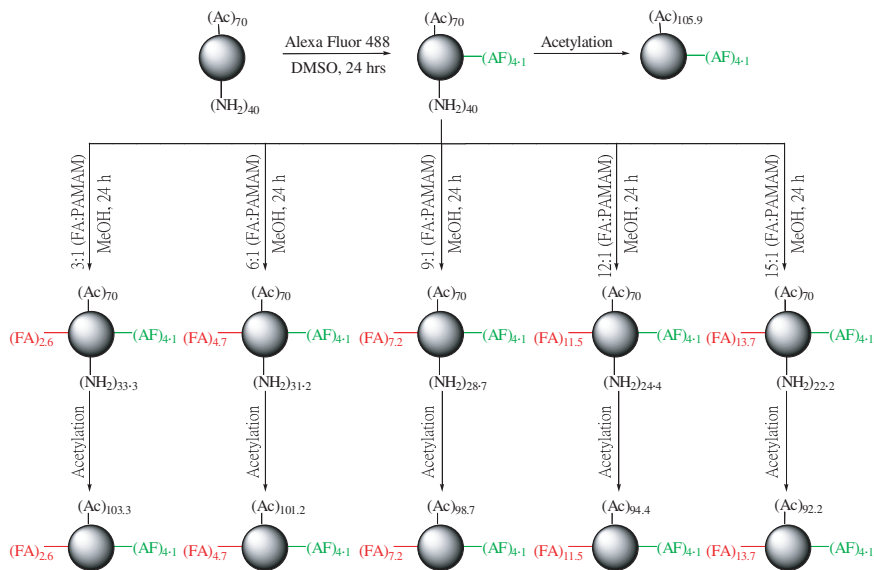 (Ac)₇₀
(NH₂)₄₀
Alexa Fluor 488
DMSO, 24 hrs
(Ac)₇₀
(AF)₄.₁
(NH₂)₄₀
Acetylation
(Ac)₁₀₅.₉
(AF)₄.₁
3:1 (FA:PAMAM)
MeOH, 24 h
6:1 (FA:PAMAM)
MeOH, 24 h
9:1 (FA:PAMAM)
MeOH, 24 h
12:1 (FA:PAMAM)
MeOH, 24 h
15:1 (FA:PAMAM)
MeOH, 24 h
(Ac)₇₀
(FA)₂.₆
(AF)₄.₁
(NH₂)₃₃.₃
(Ac)₇₀
(FA)₄.₇
(AF)₄.₁
(NH₂)₃₁.₂
(Ac)₇₀
(FA)₇.₂
(AF)₄.₁
(NH₂)₂₈.₇
(Ac)₇₀
(FA)₁₁.₅
(AF)₄.₁
(NH₂)₂₄.₄
(Ac)₇₀
(FA)₁₃.₇
(AF)₄.₁
(NH₂)₂₂.₂
Acetylation
Acetylation
Acetylation
Acetylation
Acetylation
(Ac)₁₀₃.₃
(FA)₂.₆
(AF)₄.₁
(Ac)₁₀₁.₂
(FA)₄.₇
(AF)₄.₁
(Ac)₉₈.₇
(FA)₇.₂
(AF)₄.₁
(Ac)₉₄.₄
(FA)₁₁.₅
(AF)₄.₁
(Ac)₉₂.₂
(FA)₁₃.₇
(AF)₄.₁